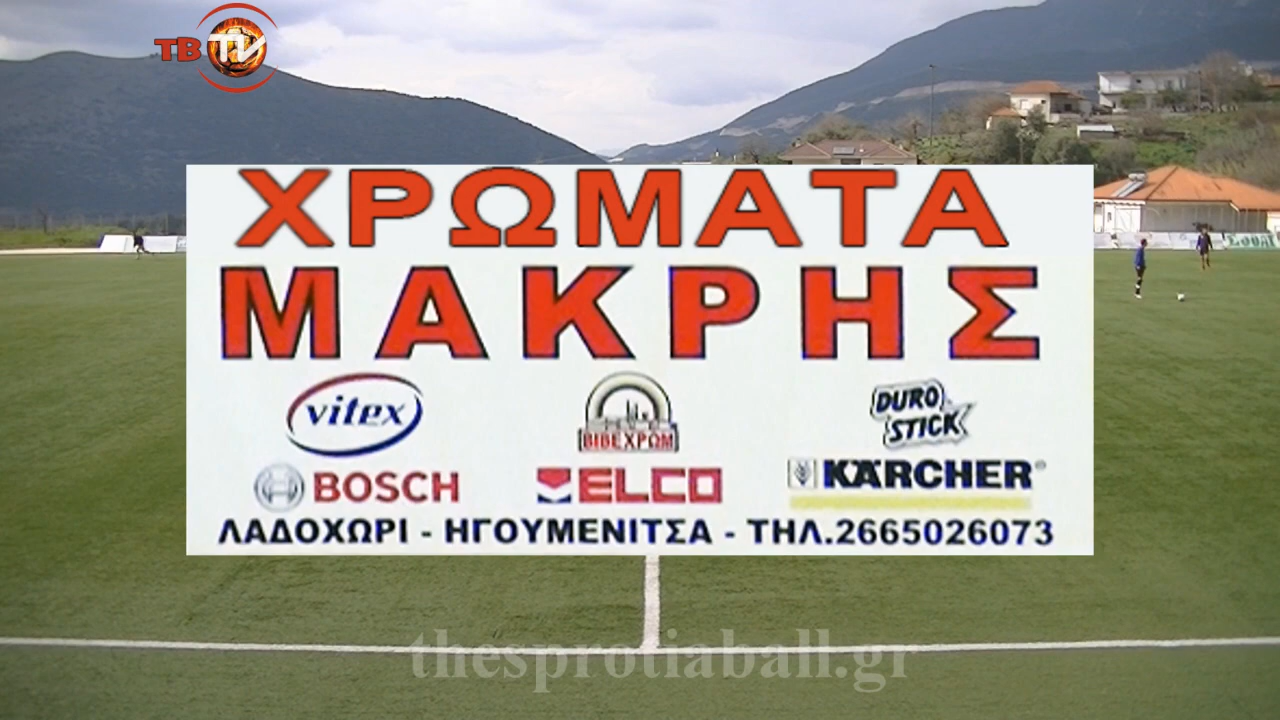 TB TV
ΧΡΩΜΑΤΑ
ΜΑΚΡΗΣ
vitex ΒΙΒΕΧΡΩΜ DURO STICK
BOSCH ELCO KÄRCHER
ΛΑΔΟΧΩΡΙ - ΗΓΟΥΜΕΝΙΤΣΑ - ΤΗΛ.2665026073
thesprotiaball.gr